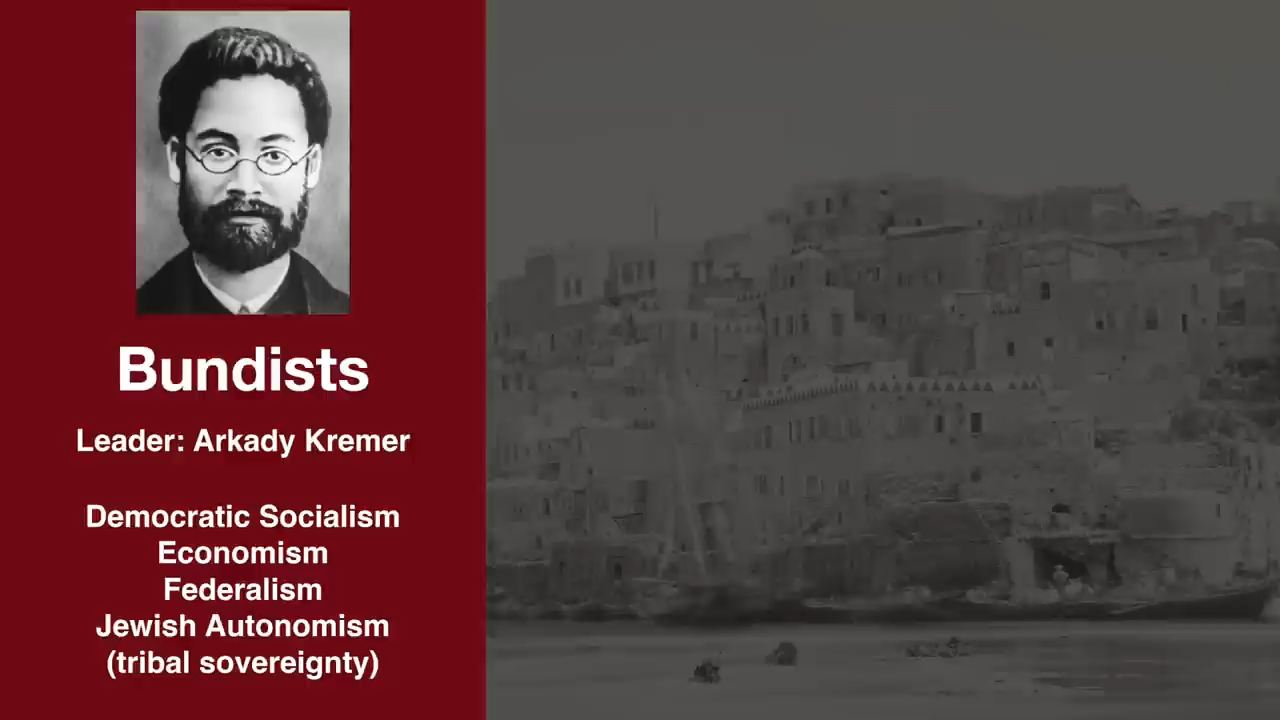 Bundists
Leader: Arkady Kremer
Democratic Socialism
Economism
Federalism
Jewish Autonomism
(tribal sovereignty)